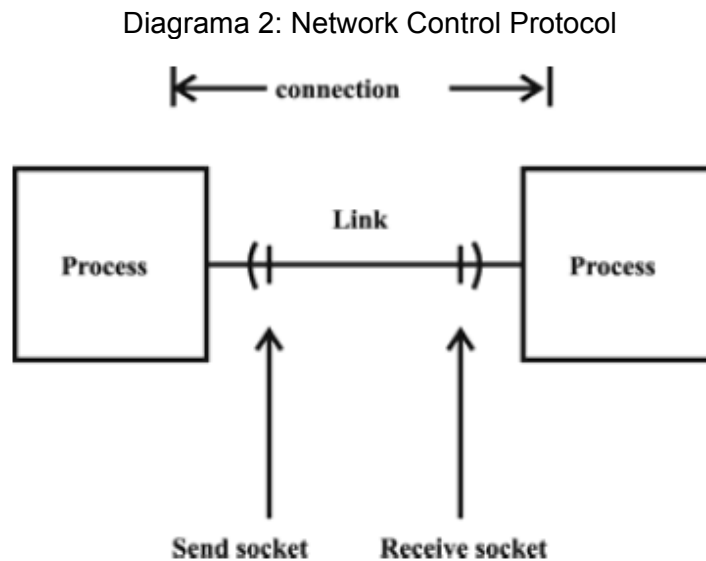 Diagrama 2: Network Control Protocol
connection
Link
Process
Process
Send socket
Receive socket